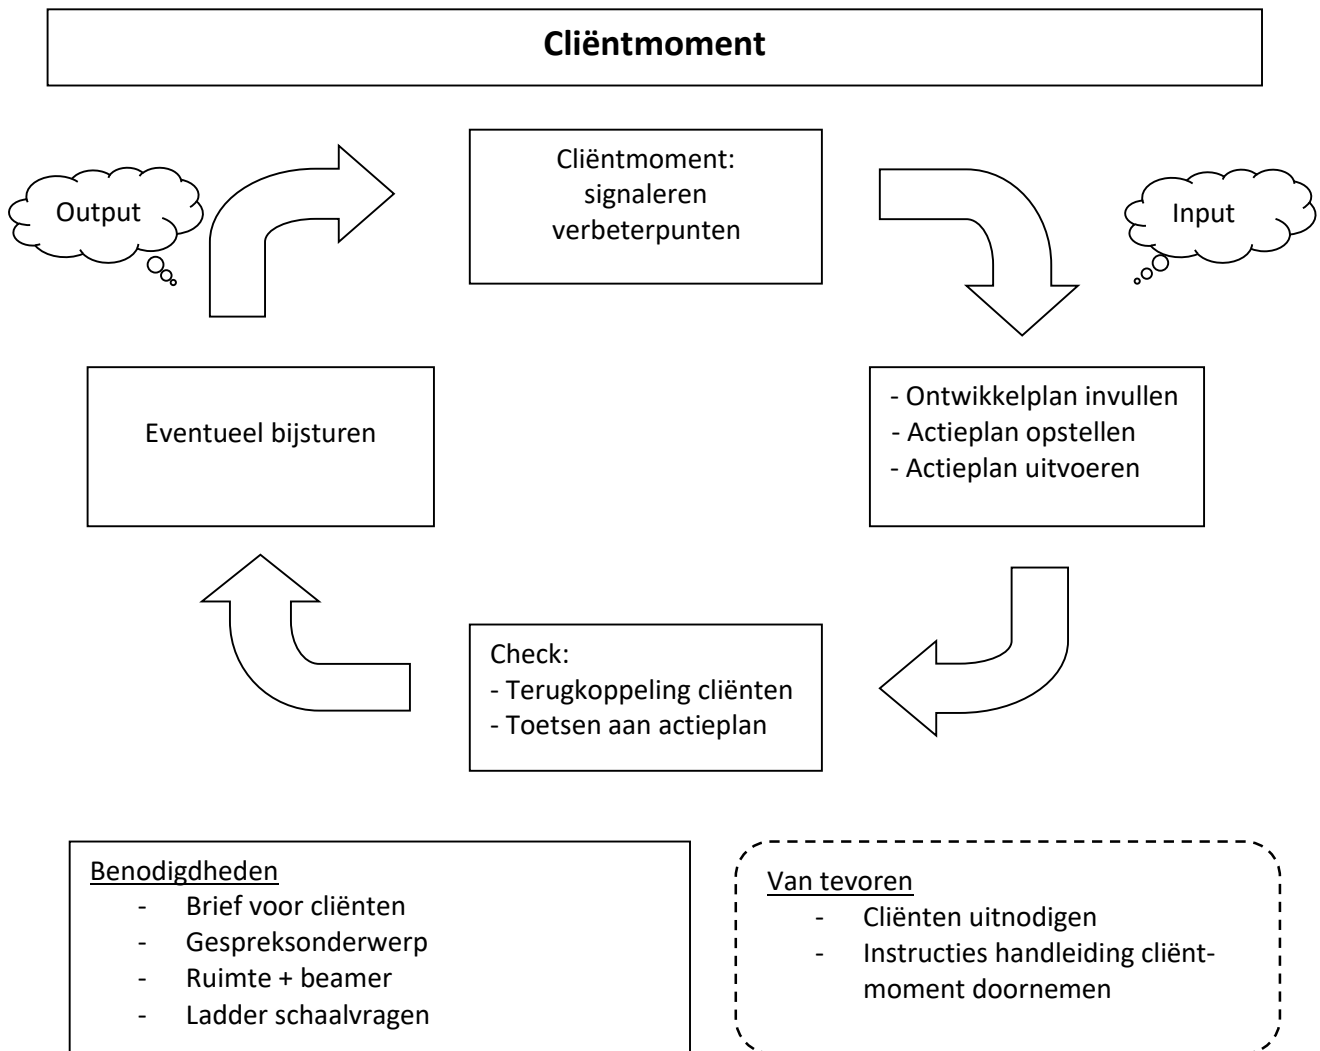 Cliëntmoment
Cliëntmoment:
signaleren
verbeterpunten
Output
Input
Eventueel bijsturen
- Ontwikkelplan invullen
- Actieplan opstellen
- Actieplan uitvoeren
Check:
- Terugkoppeling cliënten
- Toetsen aan actieplan
Benodigdheden
- Brief voor cliënten
- Gespreksonderwerp
- Ruimte + beamer
- Ladder schaalvragen
Van tevoren
- Cliënten uitnodigen
- Instructies handleiding cliënt-
moment doornemen